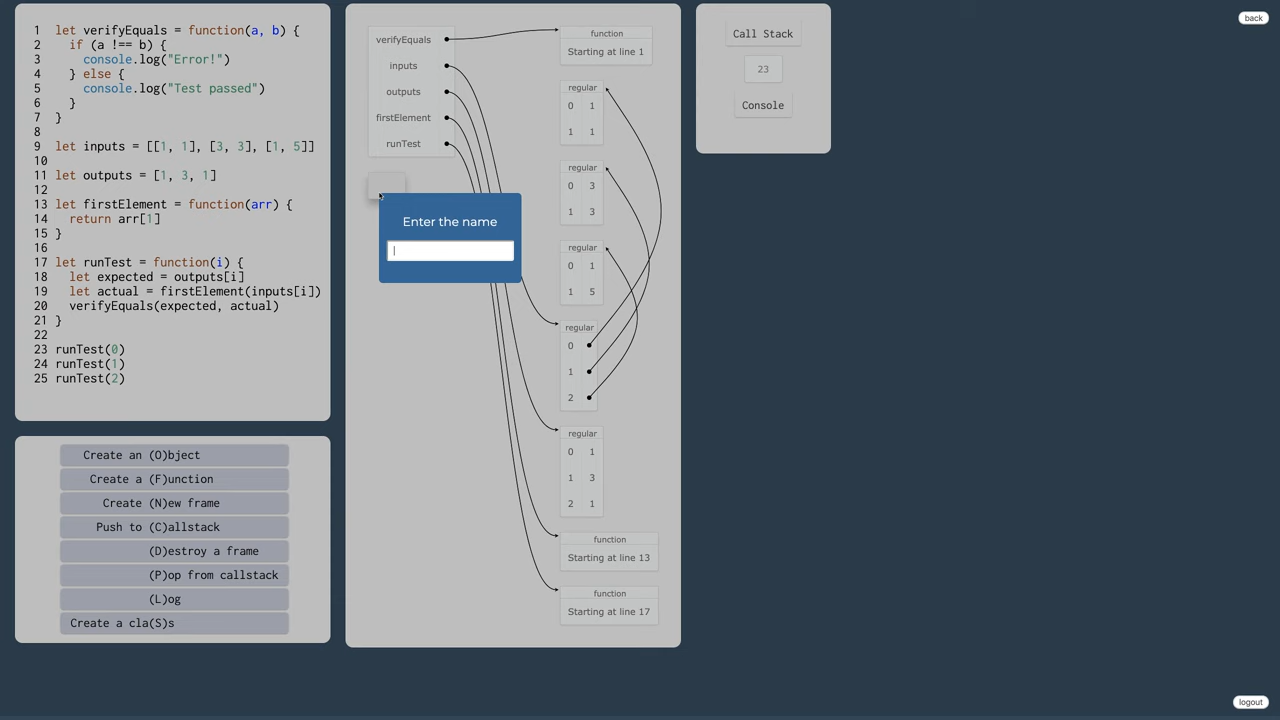 1 let verifyEquals = function(a, b) {
2 if (a !== b) {
3 console.log("Error!")
4 } else {
5 console.log("Test passed")
6 }
7 }
8
9 let inputs = [[1, 1], [3, 3], [1, 5]]
10
11 let outputs = [1, 3, 1]
12
13 let firstElement = function(arr) {
14 return arr[1]
15 }
16
17 let runTest = function(i) {
18 let expected = outputs[i]
19 let actual = firstElement(inputs[i])
20 verifyEquals(expected, actual)
21 }
22
23 runTest(0)
24 runTest(1)
25 runTest(2)
Create an (O)bject
Create a (F)unction
Create (N)ew frame
Push to (C)allstack
(D)estroy a frame
(P)op from callstack
(L)og
Create a cla(S)s
verifyEquals
inputs
outputs
firstElement
runTest
Enter the name
function
Starting at line 1
regular
0 1
1 1
regular
0 3
1 3
regular
0 1
1 5
regular
0
1
2
regular
0 1
1 3
2 1
function
Starting at line 13
function
Starting at line 17
Call Stack
23
Console
back
logout